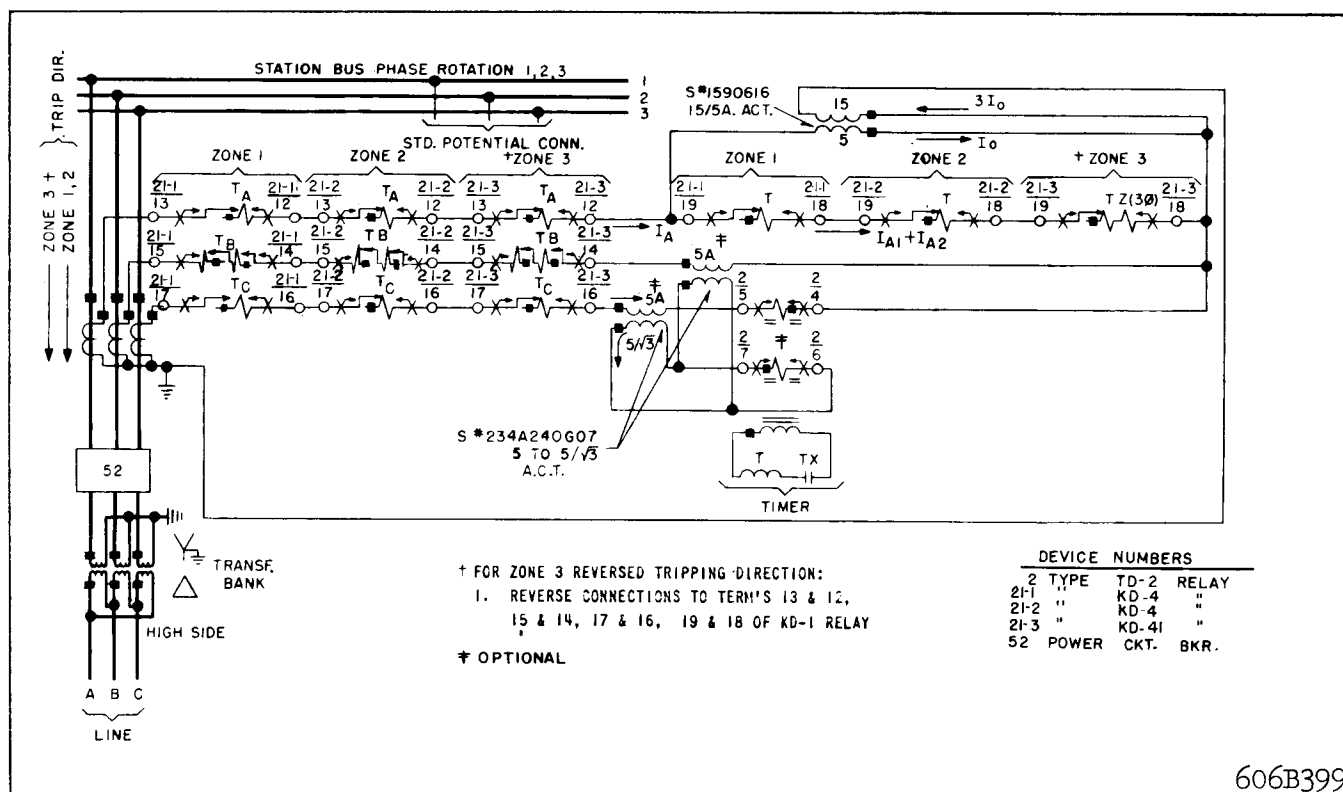 STATION BUS PHASE ROTATION 1,2,3
1
2
3
TRIP DIR.
ZONE 3 +
ZONE 1,2
STD. POTENTIAL CONN.
S#1590616
15/5A. ACT.
15
5
3I₀
I₀
ZONE 1
ZONE 2
+ZONE 3
ZONE 1
ZONE 2
† ZONE 3
21-1
13
TA
21-1
12
21-2
13
TA
21-2
12
21-3
13
TA
21-3
12
IA
21-1
19
T
21-1
18
21-2
19
T
21-2
18
21-3
19
TZ(3Ø)
21-3
18
IA1+IA2
21-1
15
TB
21-1
14
21-2
15
TB
21-2
14
21-3
15
TB
21-3
14
‡
5A
21-1
17
TC
21-1
16
21-2
17
TC
21-2
16
21-3
17
TC
21-3
16
‡
5A
5/√3
2
5
2
4
2
7
‡
2
6
S#234A240G07
5 TO 5/√3
A.C.T.
T
TX
TIMER
52
TRANSF.
BANK
HIGH SIDE
A B C
LINE
† FOR ZONE 3 REVERSED TRIPPING DIRECTION:
1. REVERSE CONNECTIONS TO TERM'S 13 & 12,
15 & 14, 17 & 16, 19 & 18 OF KD-1 RELAY
‡ OPTIONAL
DEVICE NUMBERS
2 TYPE TD-2 RELAY
21-1 " KD-4 "
21-2 " KD-4 "
21-3 " KD-41 "
52 POWER CKT. BKR.
606B399